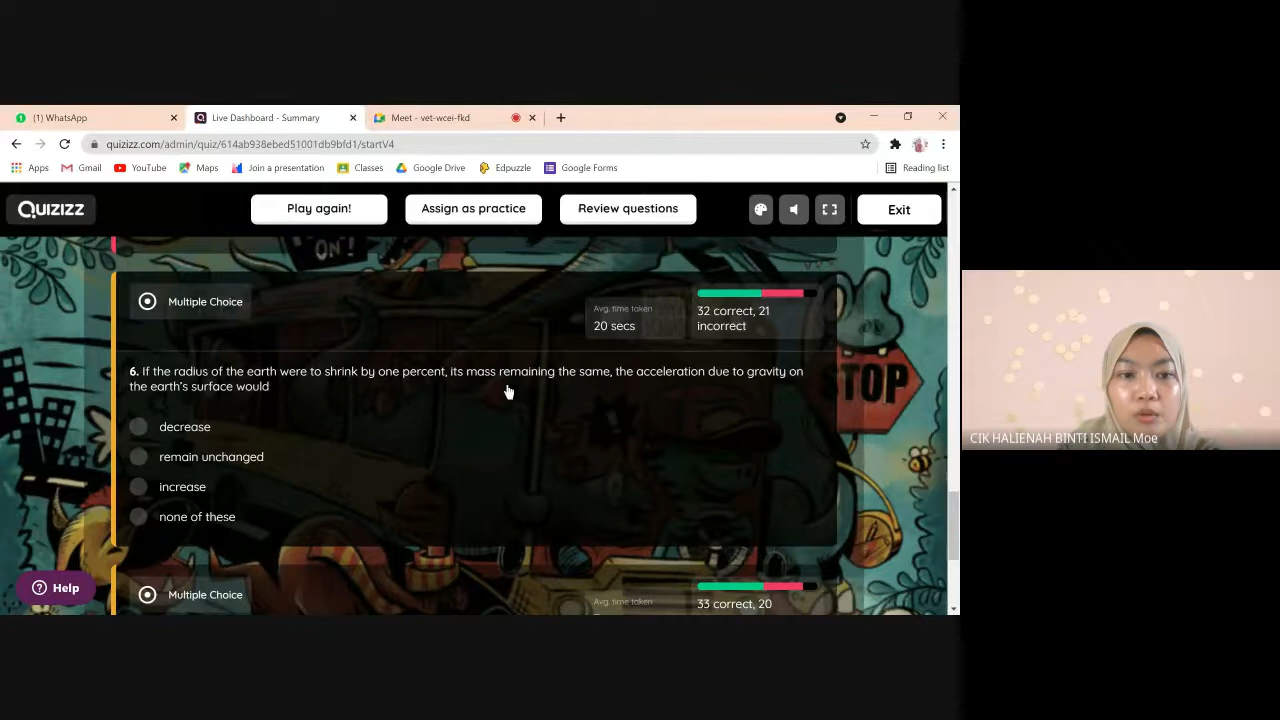 (1) WhatsApp
Live Dashboard - Summary
Meet - vet-wcei-fkd
quizizz.com/admin/quiz/614ab938ebed51001db9bfd1/startV4
Apps
Gmail
YouTube
Maps
Join a presentation
Classes
Google Drive
Edpuzzle
Google Forms
Reading list
QUIZIZZ
Play again!
Assign as practice
Review questions
Exit
ON!
Multiple Choice
Avg. time taken
20 secs
32 correct, 21
incorrect
6. If the radius of the earth were to shrink by one percent, its mass remaining the same, the acceleration due to gravity on
the earth's surface would
decrease
remain unchanged
increase
none of these
STOP
CIK HALIENAH BINTI ISMAIL Moe
Help
Multiple Choice
Avg. time taken
33 correct, 20